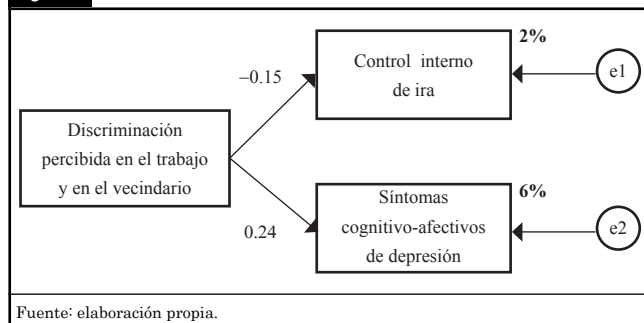 2%
Control interno
de ira
e1
−0.15
Discriminación
percibida en el trabajo
y en el vecindario
6%
Síntomas
cognitivo-afectivos
de depresión
e2
0.24
Fuente: elaboración propia.